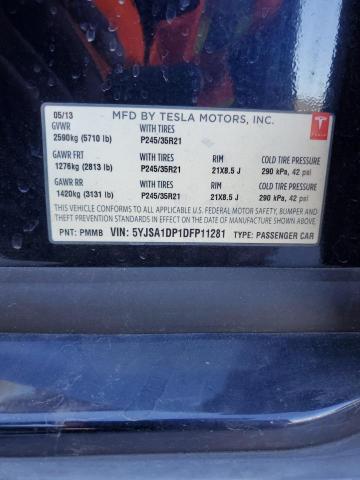 05/13 MFD BY TESLA MOTORS, INC.
GVWR WITH TIRES
2590kg (5710 lb) P245/35R21
GAWR FRT WITH TIRES RIM COLD TIRE PRESSURE
1276kg (2813 lb) P245/35R21 21X8.5 J 290 kPa, 42 psi
GAWR RR WITH TIRES RIM COLD TIRE PRESSURE
1420kg (3131 lb) P245/35R21 21X8.5 J 290 kPa, 42 psi
THIS VEHICLE CONFORMS TO ALL APPLICABLE U.S. FEDERAL MOTOR VEHICLE SAFETY, BUMPER AND
THEFT PREVENTION STANDARDS IN EFFECT ON THE DATE OF MANUFACTURE SHOWN ABOVE.
PNT: PMMB VIN: 5YJSA1DP1DFP11281 TYPE: PASSENGER CAR
TESLA